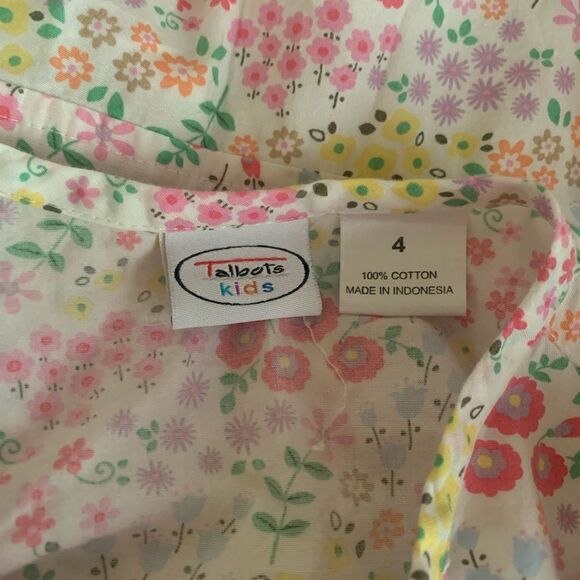 Talbots
kids
4
100% COTTON
MADE IN INDONESIA